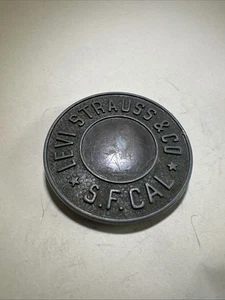 LEVI STRAUSS & CO
S.F. CAL